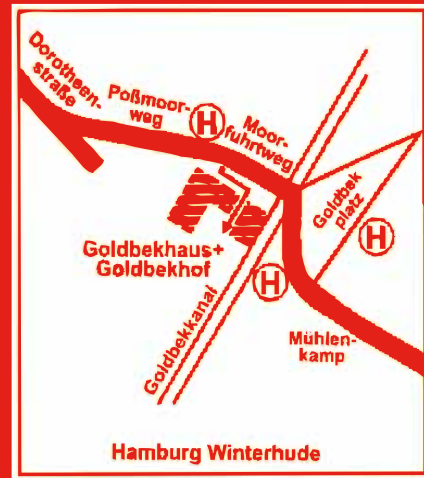 Dorotheen-
straße
Poßmoor-
weg
H
Moor-
fuhrtweg
Goldbek
platz
H
Goldbekhaus+
Goldbekhof
H
Goldbekkanal
Mühlen-
kamp
Hamburg Winterhude